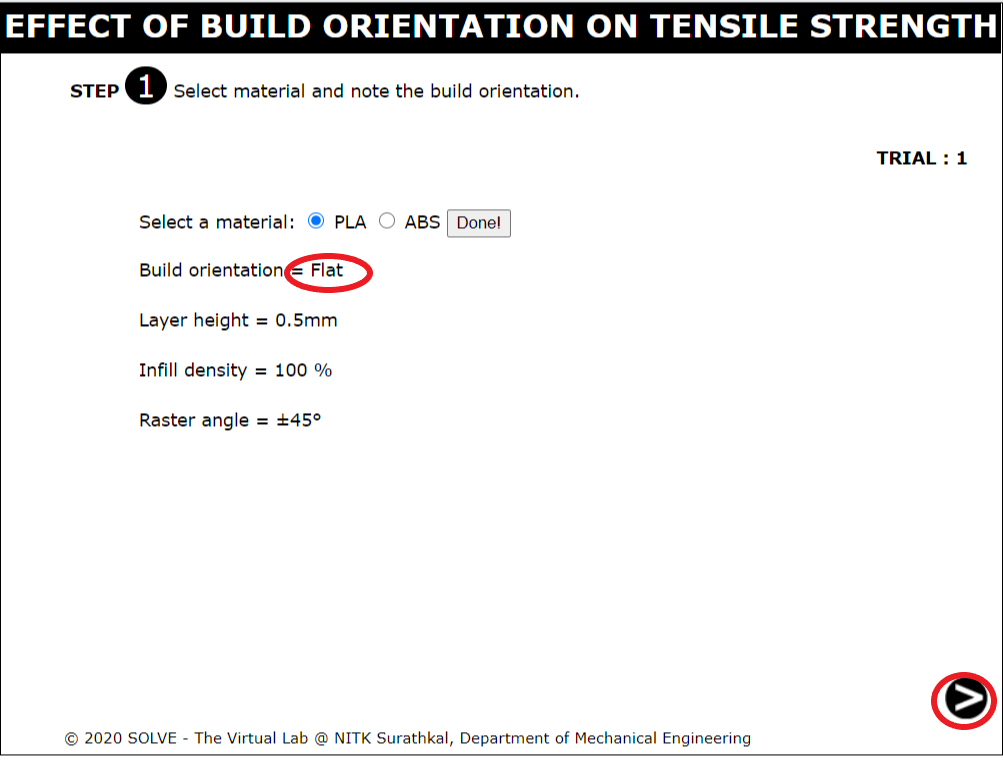 EFFECT OF BUILD ORIENTATION ON TENSILE STRENGTH
STEP 1 Select material and note the build orientation.
TRIAL : 1
Select a material: PLA ABS Done!
Build orientation = Flat
Layer height = 0.5mm
Infill density = 100 %
Raster angle = ±45°
>
© 2020 SOLVE - The Virtual Lab @ NITK Surathkal, Department of Mechanical Engineering